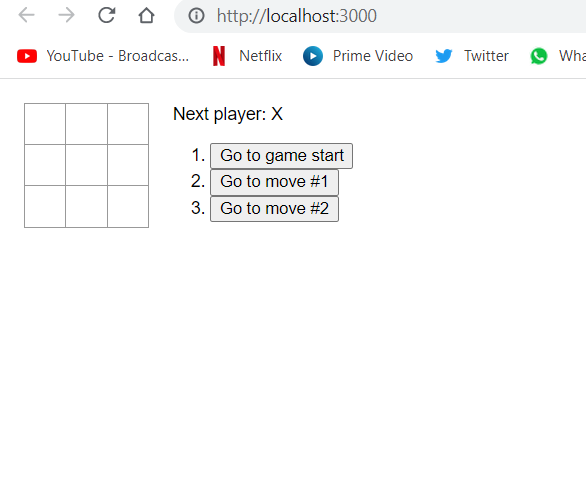 http://localhost:3000
YouTube - Broadcas... Netflix Prime Video Twitter Wha
Next player: X
1. Go to game start
2. Go to move #1
3. Go to move #2